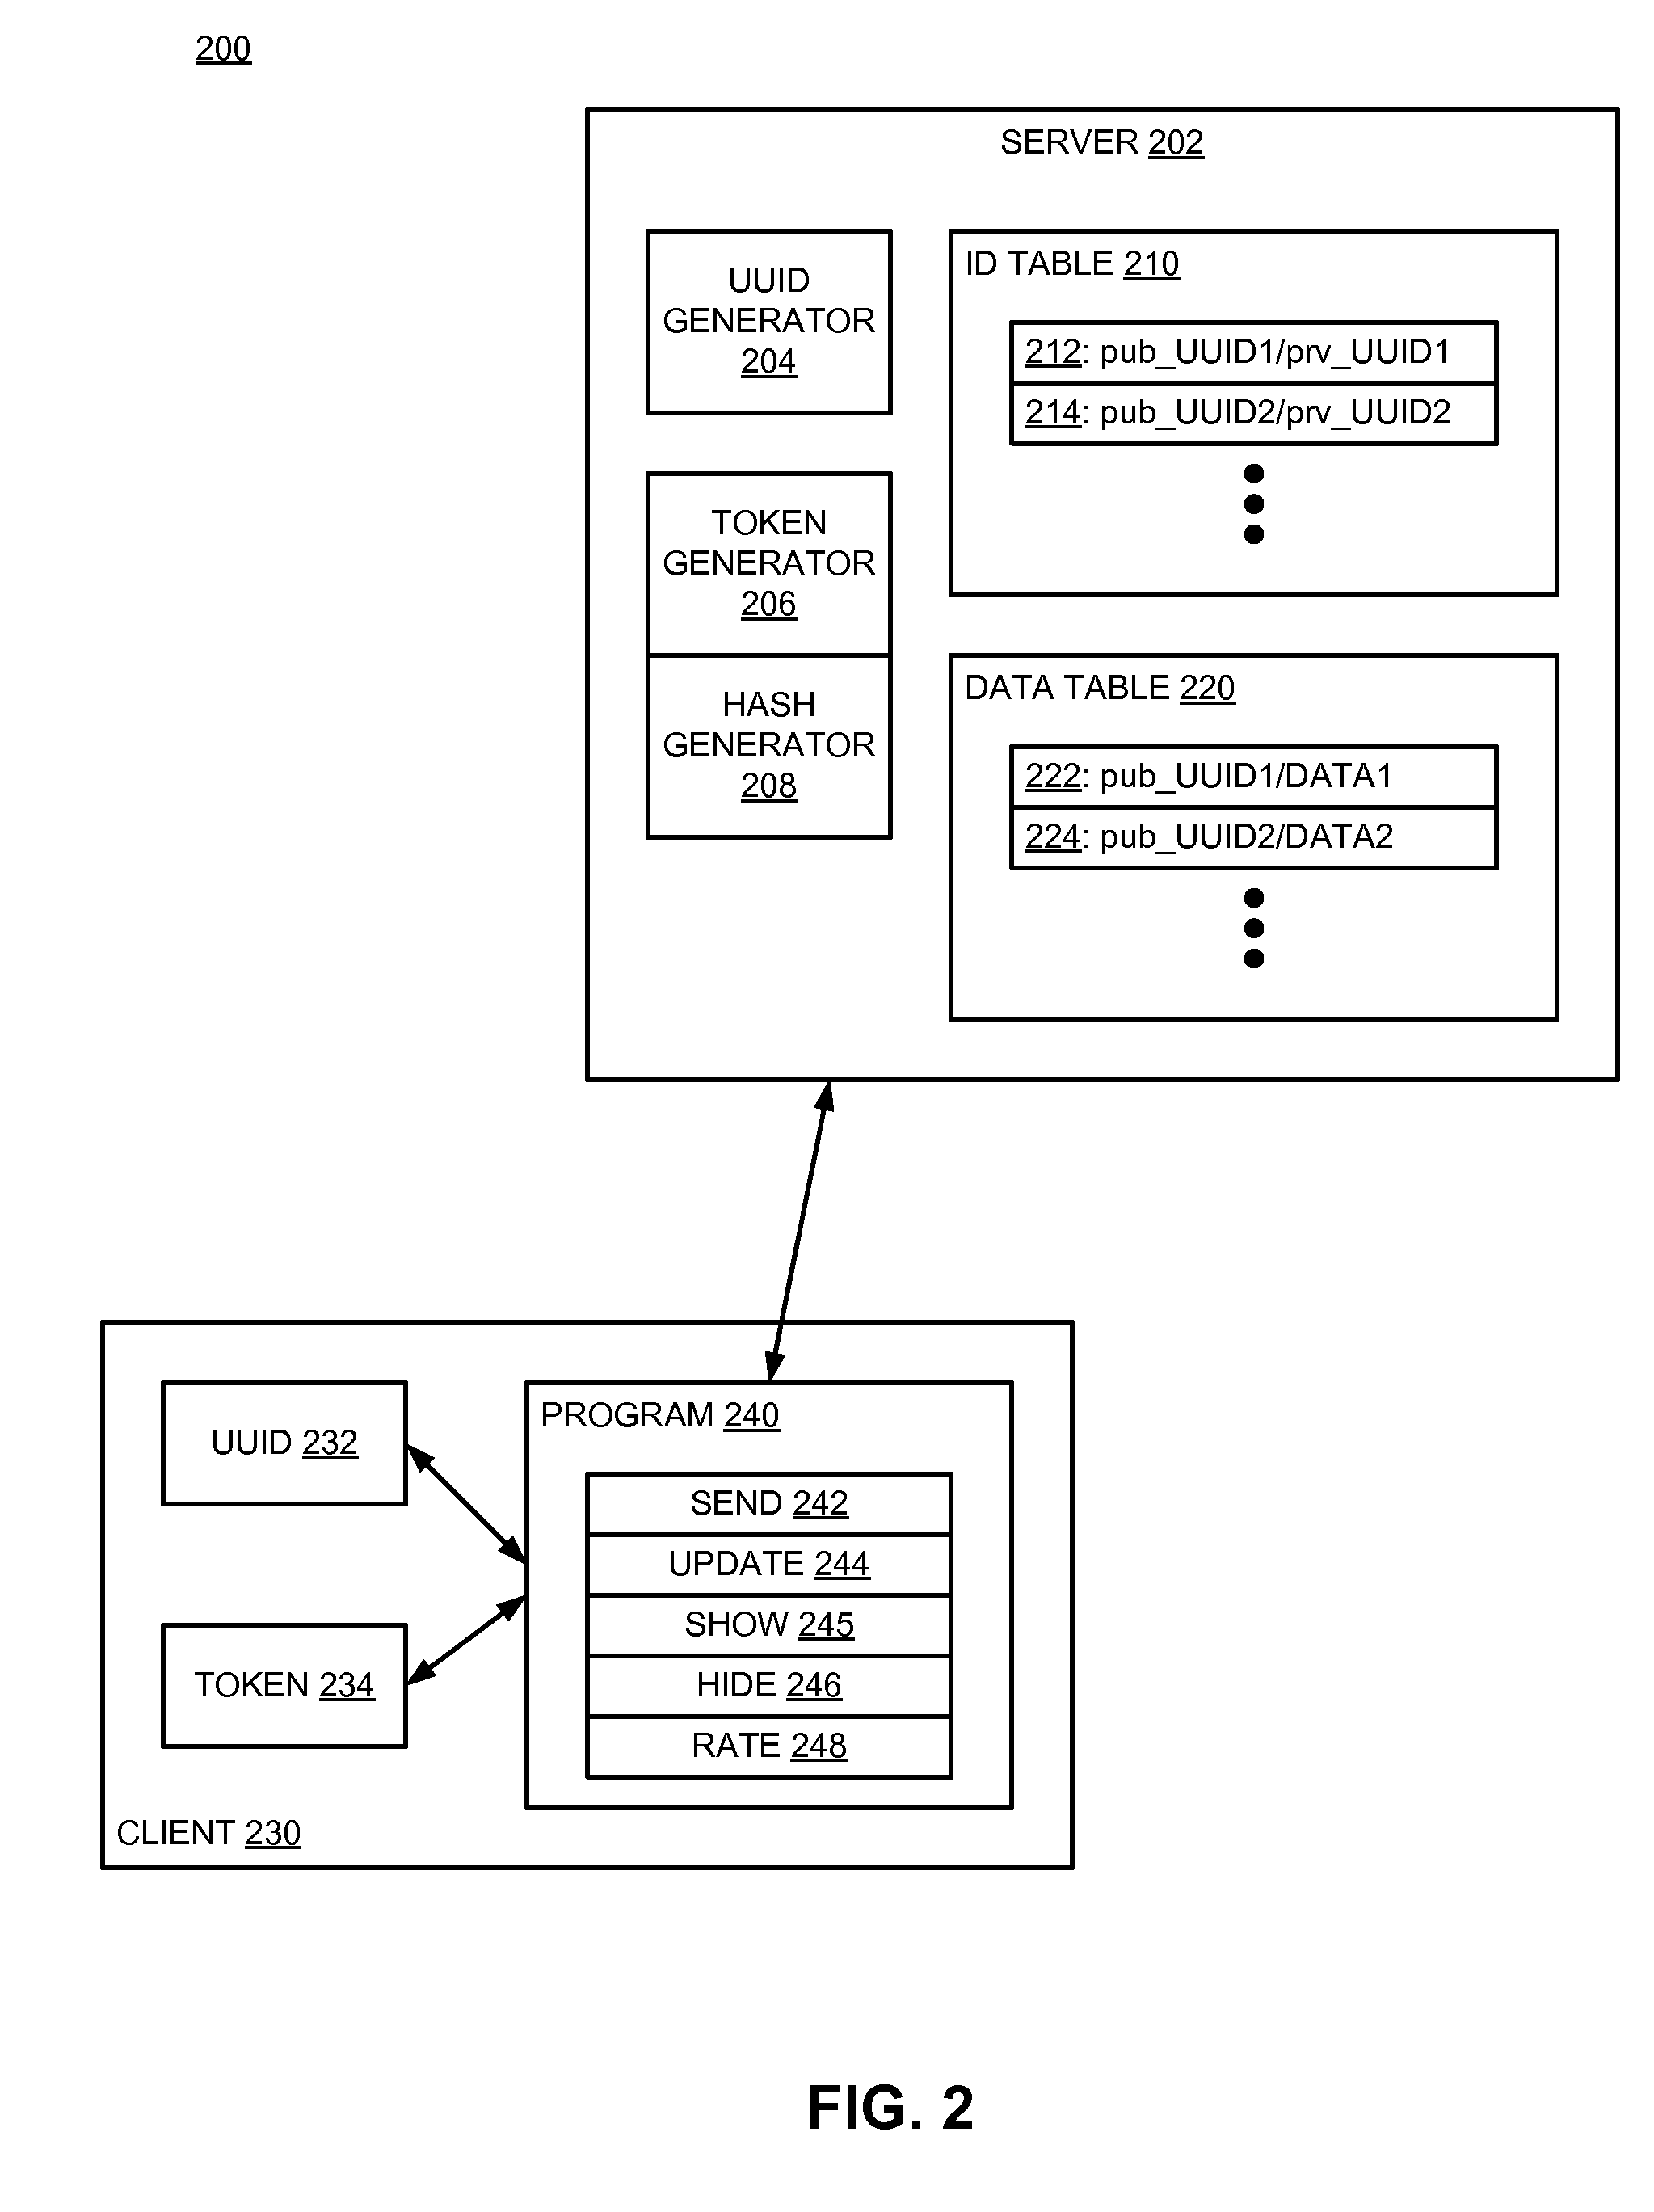 200
SERVER 202
UUID
GENERATOR
204
TOKEN
GENERATOR
206
HASH
GENERATOR
208
ID TABLE 210
212: pub_UUID1/prv_UUID1
214: pub_UUID2/prv_UUID2
DATA TABLE 220
222: pub_UUID1/DATA1
224: pub_UUID2/DATA2
UUID 232
TOKEN 234
PROGRAM 240
SEND 242
UPDATE 244
SHOW 245
HIDE 246
RATE 248
CLIENT 230
FIG. 2